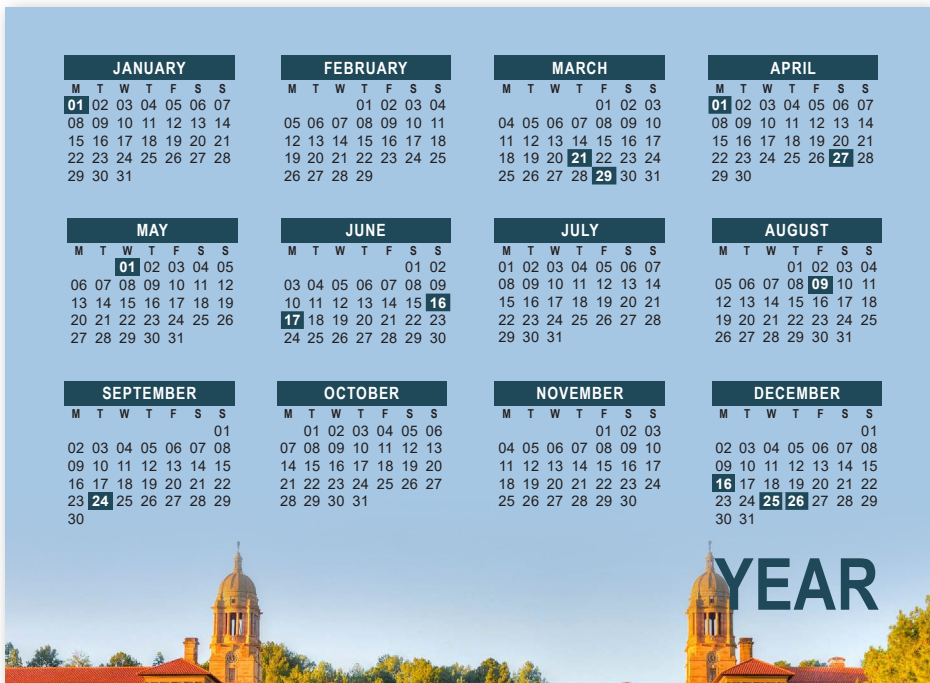 JANUARY
M T W T F S S
01 02 03 04 05 06 07
08 09 10 11 12 13 14
15 16 17 18 19 20 21
22 23 24 25 26 27 28
29 30 31
FEBRUARY
M T W T F S S
01 02 03 04
05 06 07 08 09 10 11
12 13 14 15 16 17 18
19 20 21 22 23 24 25
26 27 28 29
MARCH
M T W T F S S
01 02 03
04 05 06 07 08 09 10
11 12 13 14 15 16 17
18 19 20 21 22 23 24
25 26 27 28 29 30 31
APRIL
M T W T F S S
01 02 03 04 05 06 07
08 09 10 11 12 13 14
15 16 17 18 19 20 21
22 23 24 25 26 27 28
29 30
MAY
M T W T F S S
01 02 03 04 05
06 07 08 09 10 11 12
13 14 15 16 17 18 19
20 21 22 23 24 25 26
27 28 29 30 31
JUNE
M T W T F S S
01 02
03 04 05 06 07 08 09
10 11 12 13 14 15 16
17 18 19 20 21 22 23
24 25 26 27 28 29 30
JULY
M T W T F S S
01 02 03 04 05 06 07
08 09 10 11 12 13 14
15 16 17 18 19 20 21
22 23 24 25 26 27 28
29 30 31
AUGUST
M T W T F S S
01 02 03 04
05 06 07 08 09 10 11
12 13 14 15 16 17 18
19 20 21 22 23 24 25
26 27 28 29 30 31
SEPTEMBER
M T W T F S S
01
02 03 04 05 06 07 08
09 10 11 12 13 14 15
16 17 18 19 20 21 22
23 24 25 26 27 28 29
30
OCTOBER
M T W T F S S
01 02 03 04 05 06
07 08 09 10 11 12 13
14 15 16 17 18 19 20
21 22 23 24 25 26 27
28 29 30 31
NOVEMBER
M T W T F S S
01 02 03
04 05 06 07 08 09 10
11 12 13 14 15 16 17
18 19 20 21 22 23 24
25 26 27 28 29 30
DECEMBER
M T W T F S S
01
02 03 04 05 06 07 08
09 10 11 12 13 14 15
16 17 18 19 20 21 22
23 24 25 26 27 28 29
30 31
YEAR